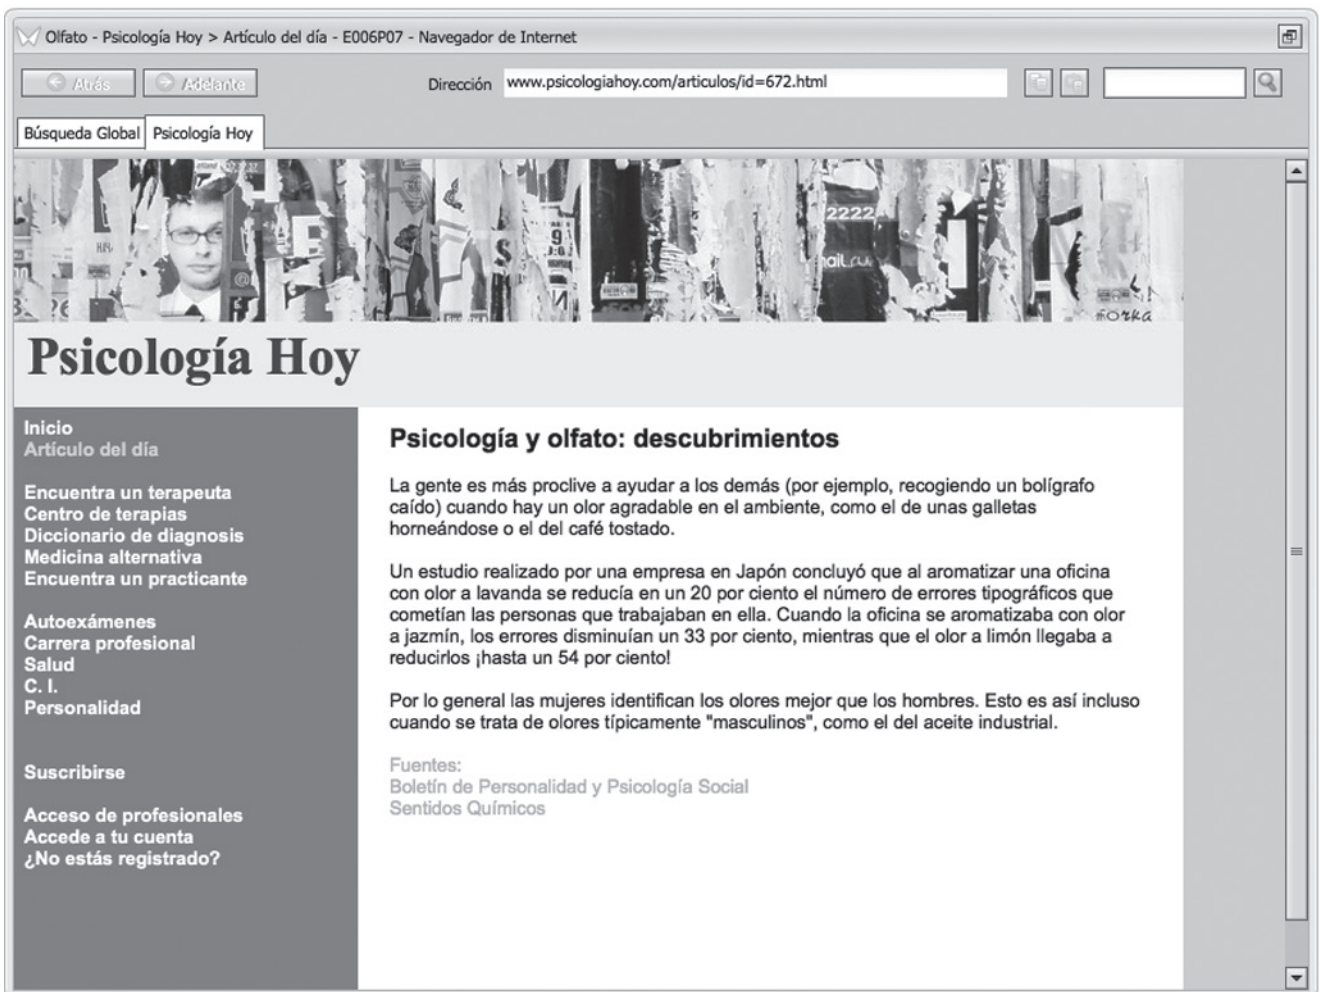 Olfato - Psicología Hoy > Artículo del día - E006P07 - Navegador de Internet
Atrás
Adelante
Dirección
www.psicologiahoy.com/articulos/id=672.html
Búsqueda Global
Psicología Hoy
2222
mail.ru
Psicología Hoy
Inicio
Artículo del día
Encuentra un terapeuta
Centro de terapias
Diccionario de diagnosis
Medicina alternativa
Encuentra un practicante
Autoexámenes
Carrera profesional
Salud
C. I.
Personalidad
Suscribirse
Acceso de profesionales
Accede a tu cuenta
¿No estás registrado?
Psicología y olfato: descubrimientos
La gente es más proclive a ayudar a los demás (por ejemplo, recogiendo un bolígrafo
caído) cuando hay un olor agradable en el ambiente, como el de unas galletas
horneándose o el del café tostado.
Un estudio realizado por una empresa en Japón concluyó que al aromatizar una oficina
con olor a lavanda se reducía en un 20 por ciento el número de errores tipográficos que
cometían las personas que trabajaban en ella. Cuando la oficina se aromatizaba con olor
a jazmín, los errores disminuían un 33 por ciento, mientras que el olor a limón llegaba a
reducirlos ¡hasta un 54 por ciento!
Por lo general las mujeres identifican los olores mejor que los hombres. Esto es así incluso
cuando se trata de olores típicamente "masculinos", como el del aceite industrial.
Fuentes:
Boletín de Personalidad y Psicología Social
Sentidos Químicos